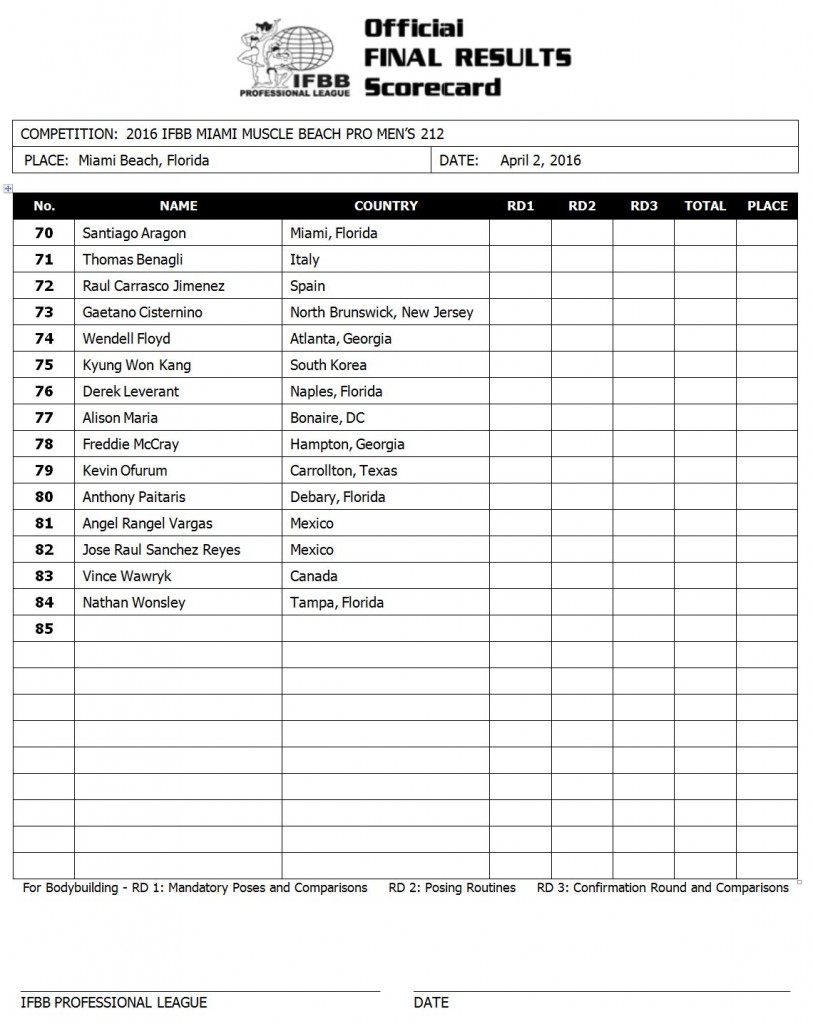 Official
FINAL RESULTS
Scorecard
IFBB
PROFESSIONAL LEAGUE
COMPETITION: 2016 IFBB MIAMI MUSCLE BEACH PRO MEN'S 212
PLACE: Miami Beach, Florida DATE: April 2, 2016
No. NAME COUNTRY RD1 RD2 RD3 TOTAL PLACE
70 Santiago Aragon Miami, Florida
71 Thomas Benagli Italy
72 Raul Carrasco Jimenez Spain
73 Gaetano Cisternino North Brunswick, New Jersey
74 Wendell Floyd Atlanta, Georgia
75 Kyung Won Kang South Korea
76 Derek Leverant Naples, Florida
77 Alison Maria Bonaire, DC
78 Freddie McCray Hampton, Georgia
79 Kevin Ofurum Carrollton, Texas
80 Anthony Paitaris Debary, Florida
81 Angel Rangel Vargas Mexico
82 Jose Raul Sanchez Reyes Mexico
83 Vince Wawryk Canada
84 Nathan Wonsley Tampa, Florida
85
For Bodybuilding - RD 1: Mandatory Poses and Comparisons RD 2: Posing Routines RD 3: Confirmation Round and Comparisons
IFBB PROFESSIONAL LEAGUE DATE